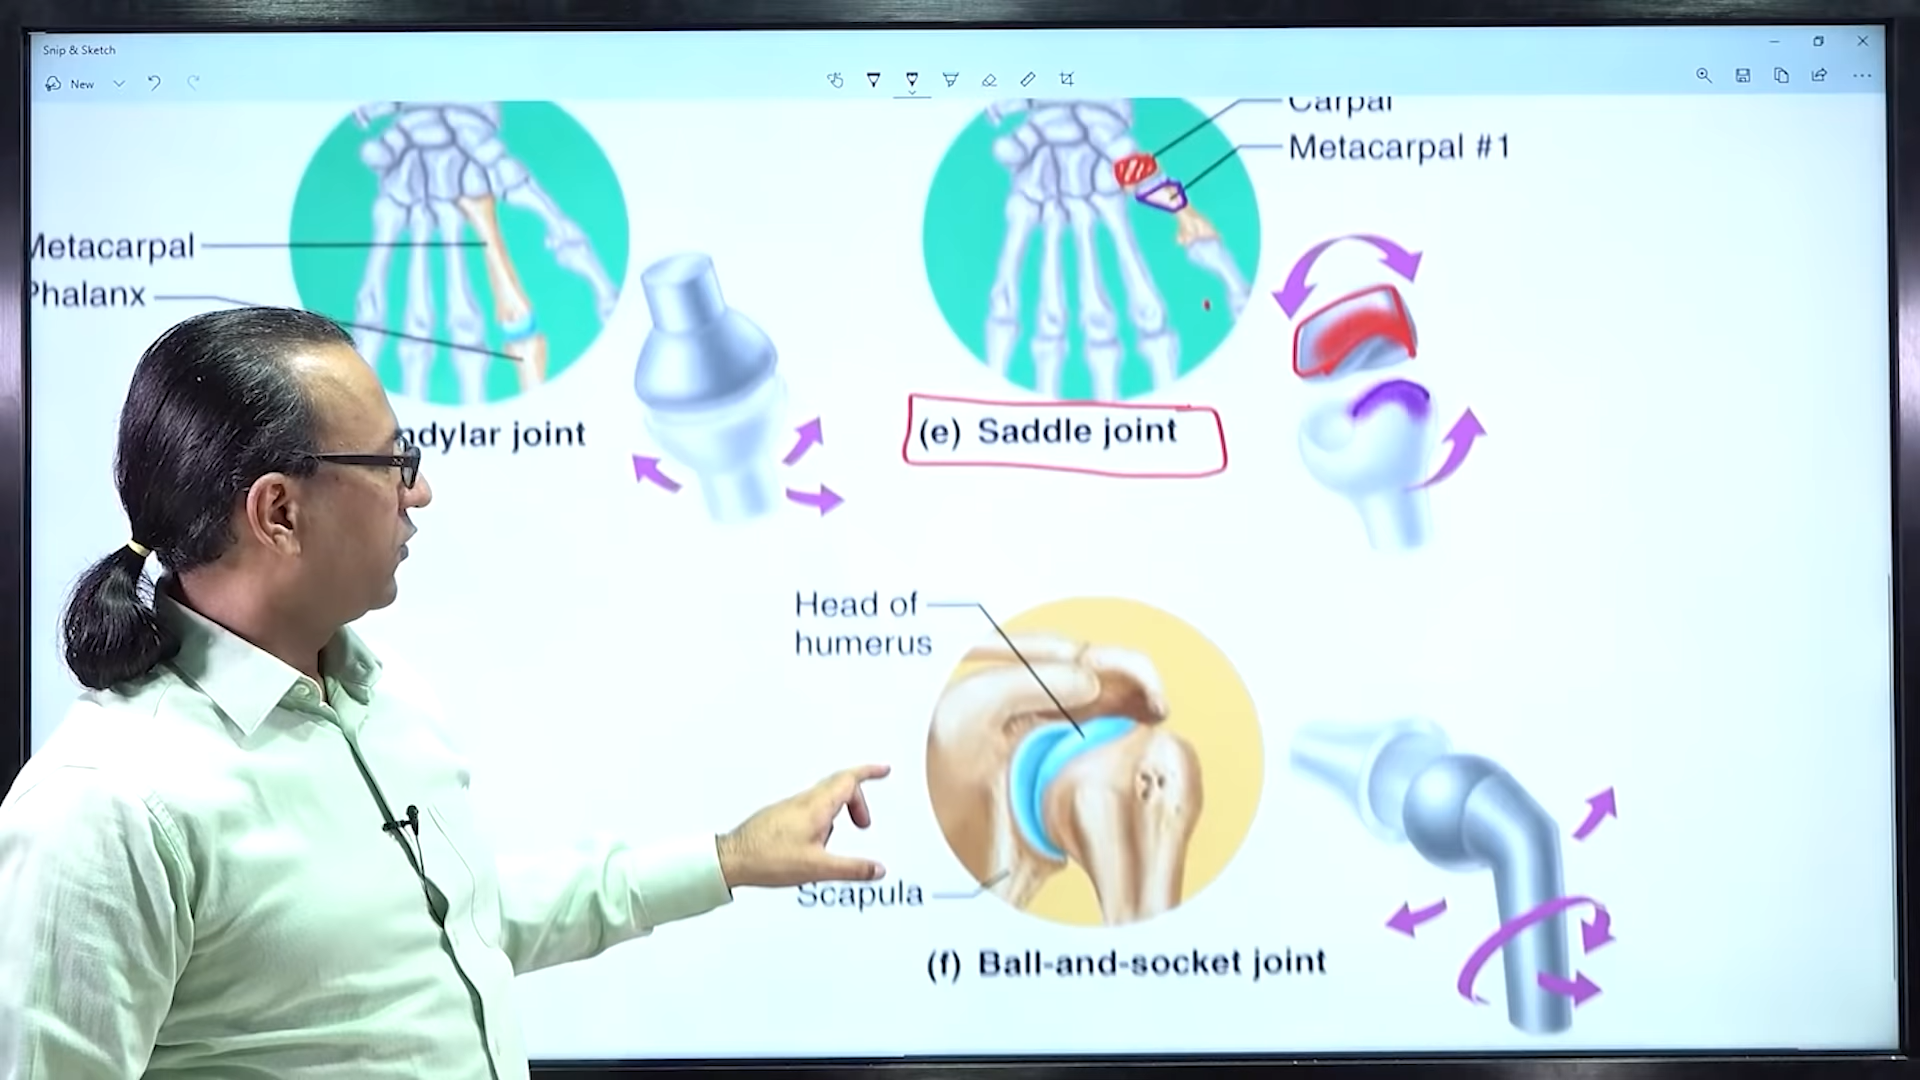 Snip & Sketch
New
Carpal
Metacarpal #1
Metacarpal
Phalanx
ndylar joint
(e) Saddle joint
Head of
humerus
Scapula
(f) Ball-and-socket joint